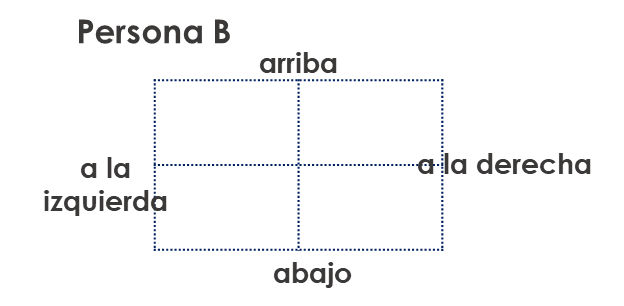 Persona B
arriba
a la
izquierda
a la derecha
abajo